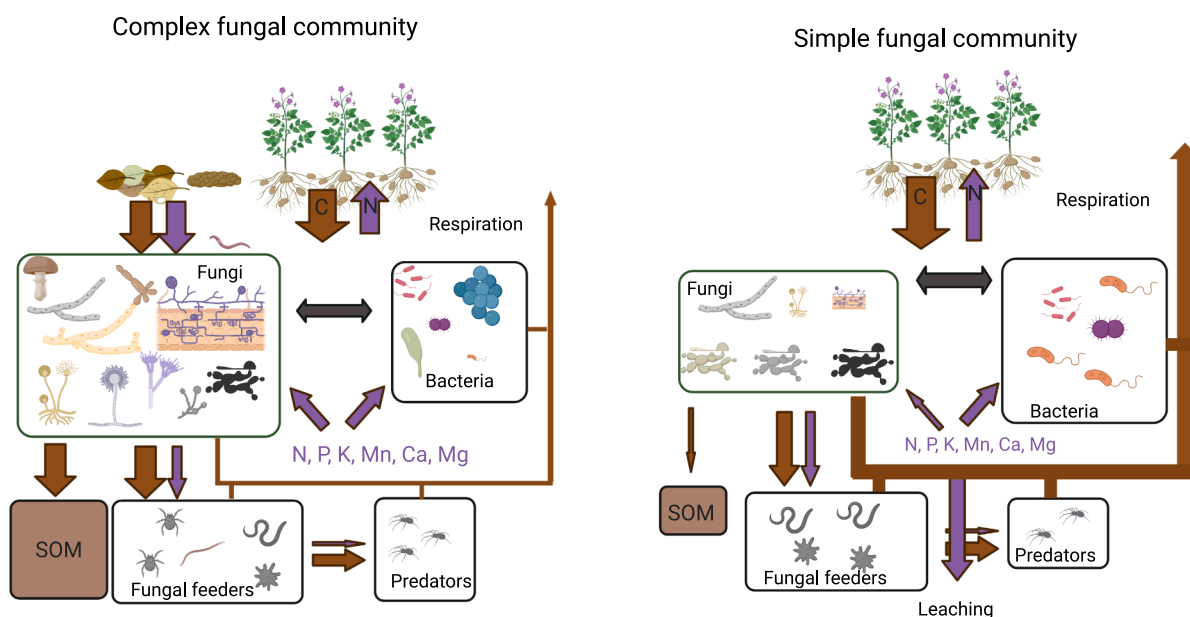 Complex fungal community
C
N
Respiration
Fungi
Bacteria
N, P, K, Mn, Ca, Mg
SOM
Fungal feeders
Predators
Simple fungal community
C
N
Respiration
Fungi
Bacteria
N, P, K, Mn, Ca, Mg
SOM
Fungal feeders
Predators
Leaching